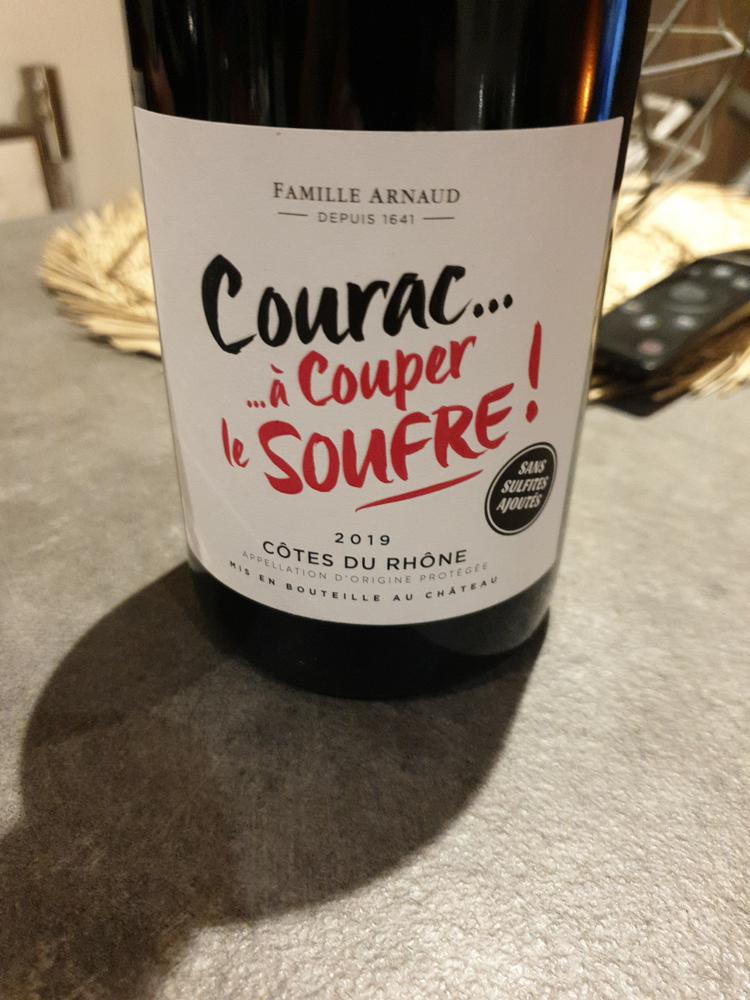 FAMILLE ARNAUD
DEPUIS 1641
Courac...
...à Couper
le SOUFRE !
SANS
SULFITES
AJOUTÉS
2019
CÔTES DU RHÔNE
APPELLATION D'ORIGINE PROTÉGÉE
MIS EN BOUTEILLE AU CHÂTEAU